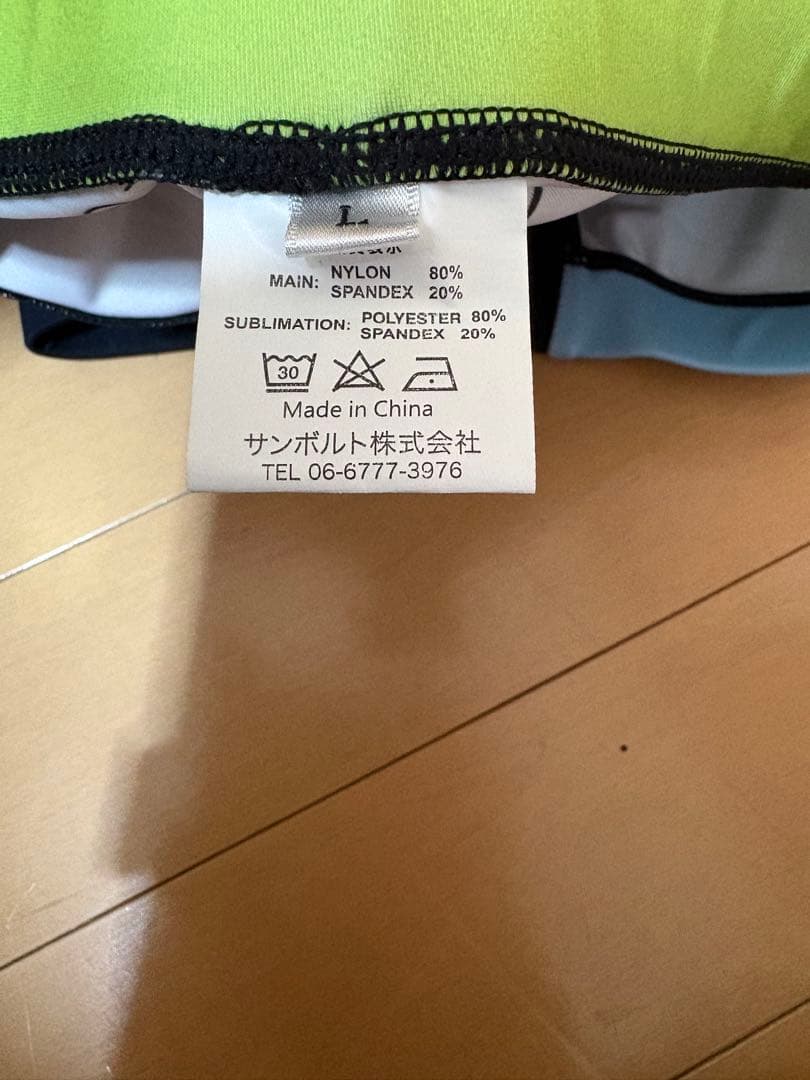 L
MAIN: NYLON 80%
SPANDEX 20%
SUBLIMATION: POLYESTER 80%
SPANDEX 20%
30
Made in China
サンボルト株式会社
TEL 06-6777-3976